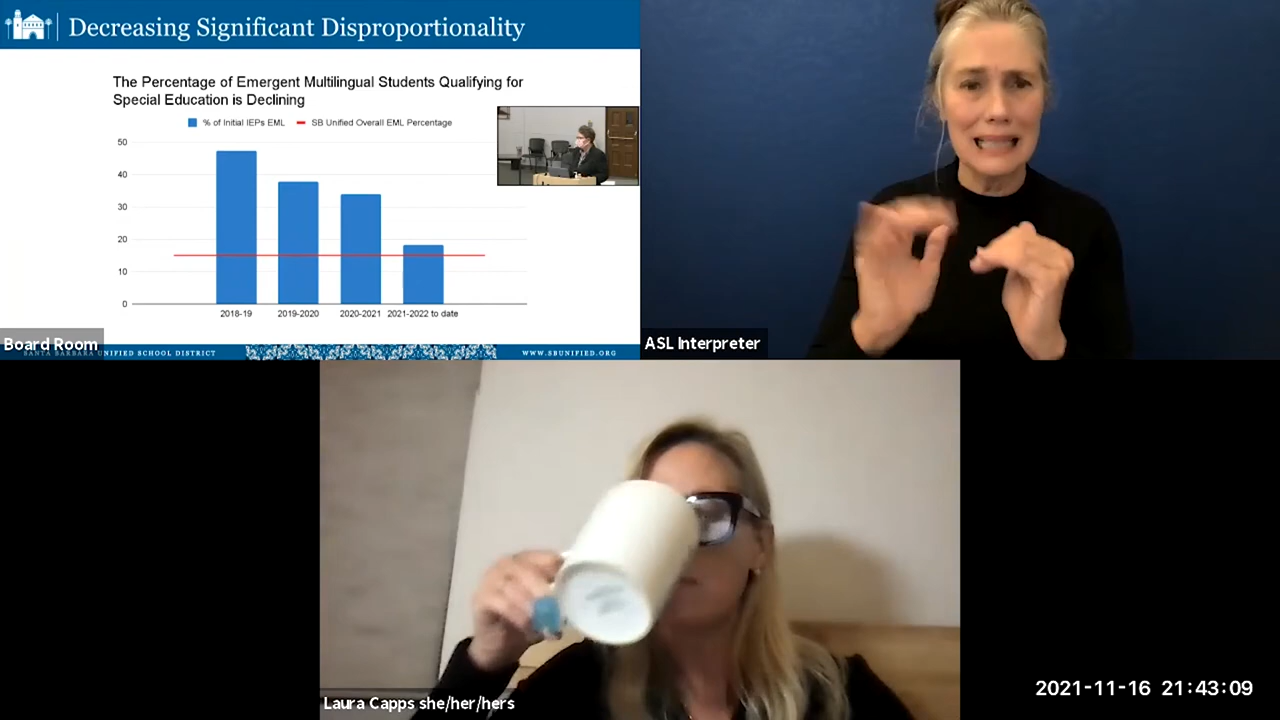 Decreasing Significant Disproportionality
The Percentage of Emergent Multilingual Students Qualifying for
Special Education is Declining
% of Initial IEPs EML
SB Unified Overall EML Percentage
50
40
30
20
10
0
2018-19
2019-2020
2020-2021
2021-2022 to date
Board Room
SANTA BARBARA UNIFIED SCHOOL DISTRICT
WWW.SBUNIFIED.ORG
ASL Interpreter
Laura Capps she/her/hers
2021-11-16 21:43:09